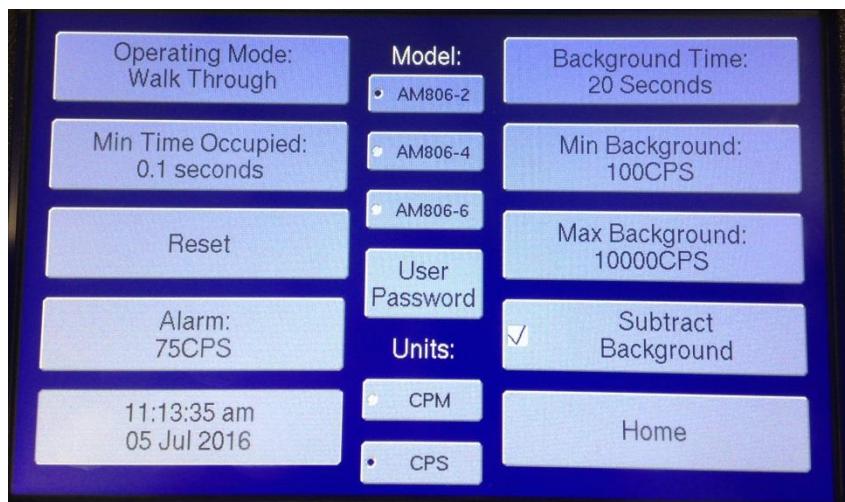 Operating Mode:
Walk Through
Min Time Occupied:
0.1 seconds
Reset
Alarm:
75CPS
11:13:35 am
05 Jul 2016
Model:
AM806-2
AM806-4
AM806-6
User
Password
Units:
CPM
CPS
Background Time:
20 Seconds
Min Background:
100CPS
Max Background:
10000CPS
Subtract
Background
Home